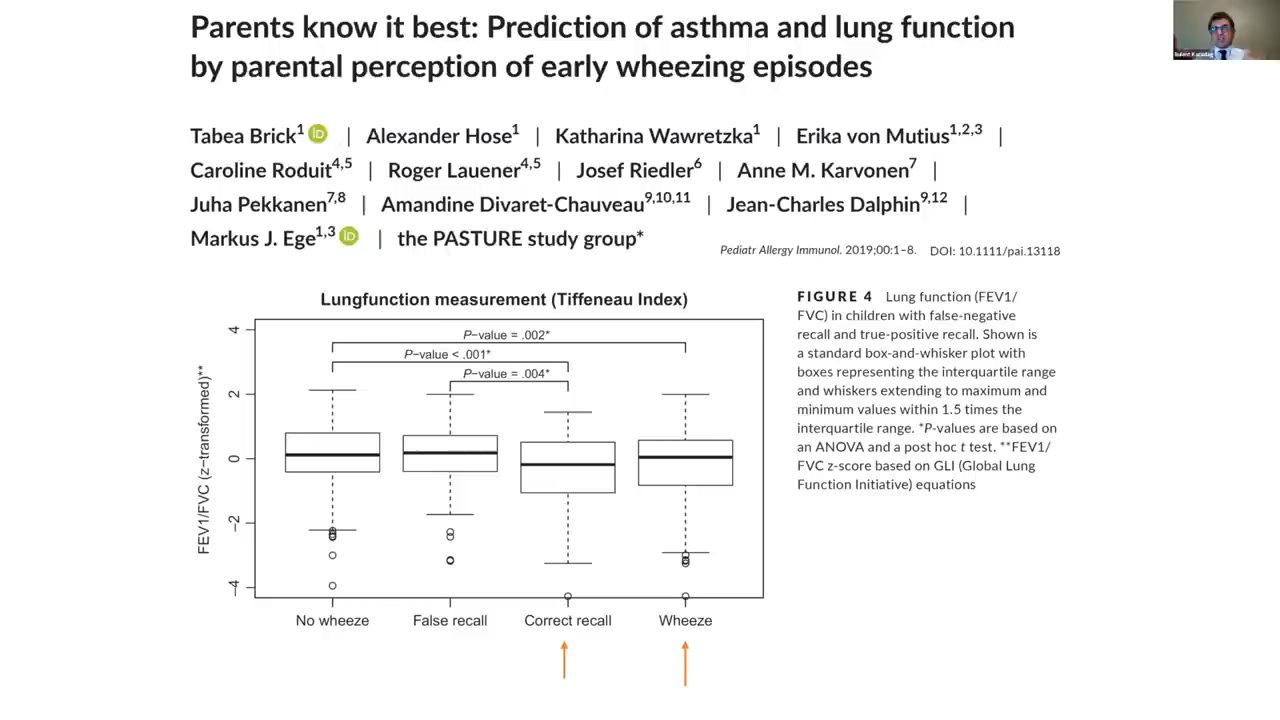 Parents know it best: Prediction of asthma and lung function
by parental perception of early wheezing episodes
Bulent Karadag
Tabea Brick1 iD | Alexander Hose1 | Katharina Wawretzka1 | Erika von Mutius1,2,3 |
Caroline Roduit4,5 | Roger Lauener4,5 | Josef Riedler6 | Anne M. Karvonen7 |
Juha Pekkanen7,8 | Amandine Divaret-Chauveau9,10,11 | Jean-Charles Dalphin9,12 |
Markus J. Ege1,3 iD | the PASTURE study group*
Pediatr Allergy Immunol. 2019;00:1–8. DOI: 10.1111/pai.13118
Lungfunction measurement (Tiffeneau Index)
P−value = .002*
P−value < .001*
P−value = .004*
FEV1/FVC (z−transformed)**
4
2
0
−2
−4
No wheeze
False recall
Correct recall
Wheeze
FIGURE 4 Lung function (FEV1/
FVC) in children with false-negative
recall and true-positive recall. Shown is
a standard box-and-whisker plot with
boxes representing the interquartile range
and whiskers extending to maximum and
minimum values within 1.5 times the
interquartile range. *P-values are based on
an ANOVA and a post hoc t test. **FEV1/
FVC z-score based on GLI (Global Lung
Function Initiative) equations